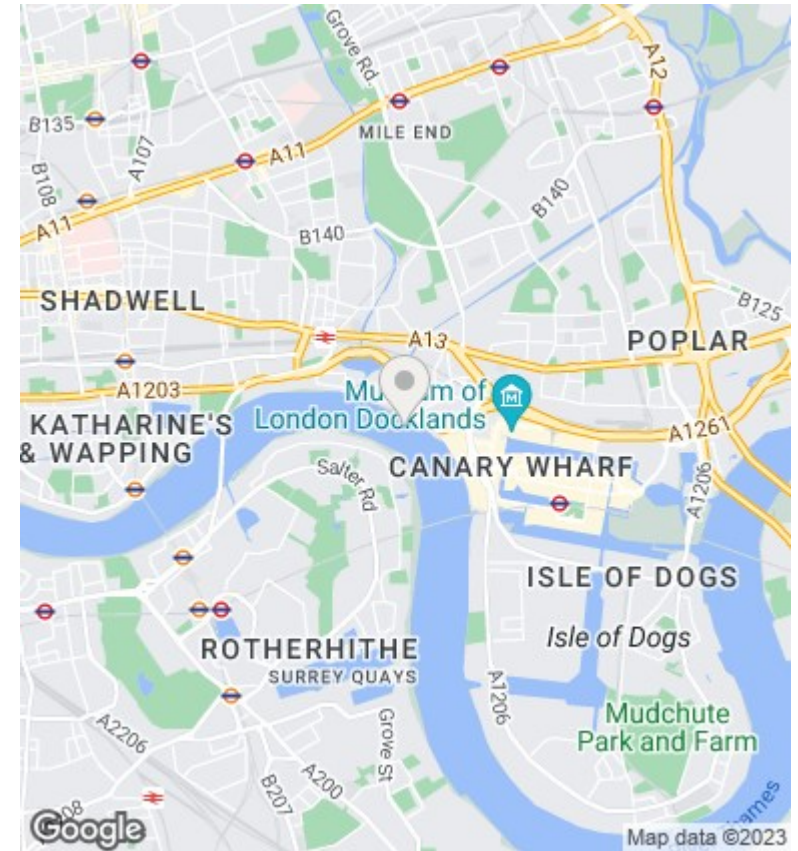 Grove Rd.
A12
B135
A107
MILE END
A11
B108
B140
A11
B140
SHADWELL
B125
A13
POPLAR
A1203
Mu um of
London Docklands
KATHARINE'S
& WAPPING
A1261
CANARY WHARF
Salter Rd
A1206
ISLE OF DOGS
Isle of Dogs
ROTHERHITHE
SURREY QUAYS
A1206
Mudchute
Park and Farm
A2206
Grove St
A200
B207
Google
Map data ©2023